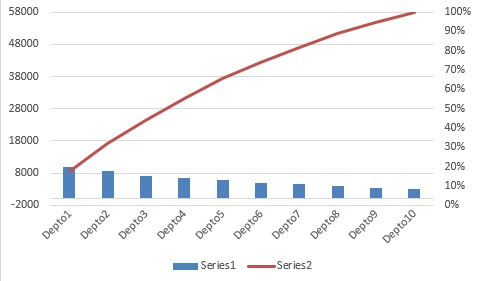 58000
48000
38000
28000
18000
8000
-2000
100%
90%
80%
70%
60%
50%
40%
30%
20%
10%
0%
Depto1
Depto2
Depto3
Depto4
Depto5
Depto6
Depto7
Depto8
Depto9
Depto10
Series1 Series2